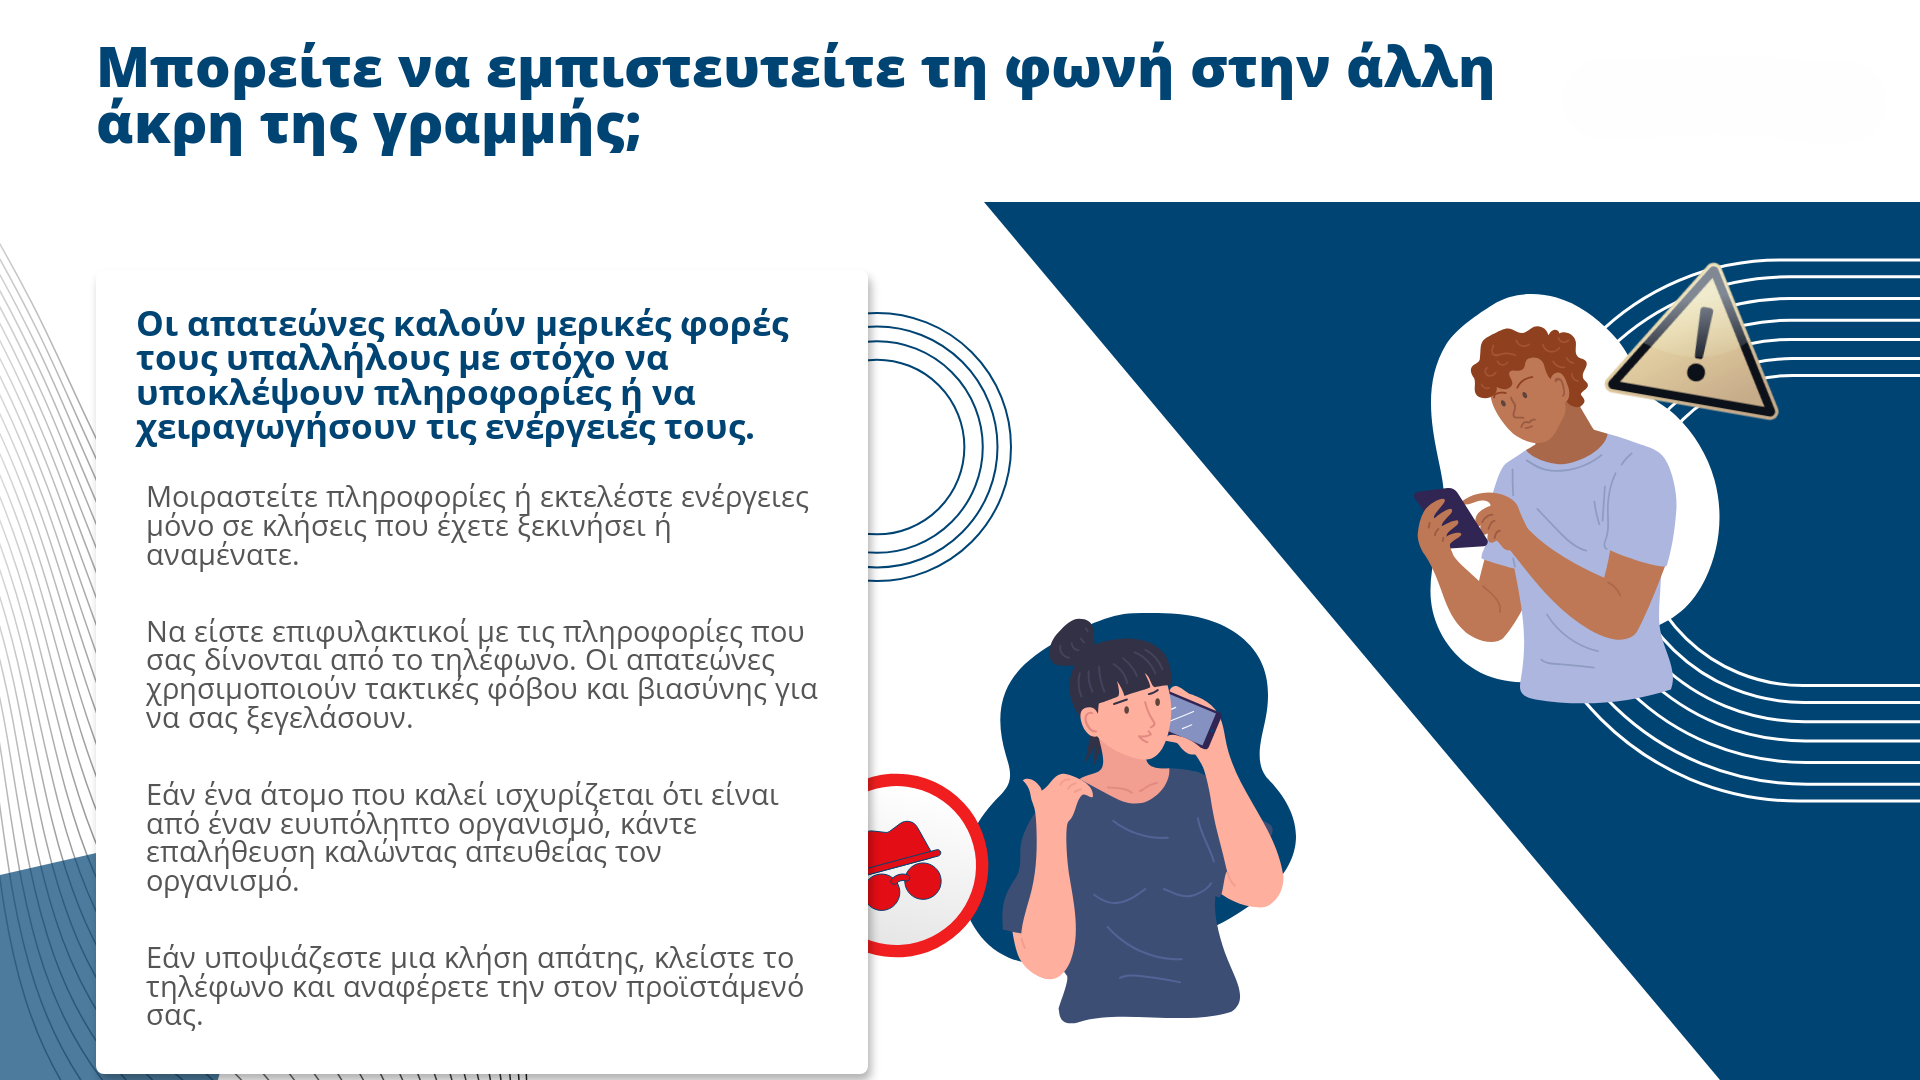 Μπορείτε να εμπιστευτείτε τη φωνή στην άλλη
άκρη της γραμμής;
Οι απατεώνες καλούν μερικές φορές
τους υπαλλήλους με στόχο να
υποκλέψουν πληροφορίες ή να
χειραγωγήσουν τις ενέργειές τους.
Μοιραστείτε πληροφορίες ή εκτελέστε ενέργειες
μόνο σε κλήσεις που έχετε ξεκινήσει ή
αναμένατε.
Να είστε επιφυλακτικοί με τις πληροφορίες που
σας δίνονται από το τηλέφωνο. Οι απατεώνες
χρησιμοποιούν τακτικές φόβου και βιασύνης για
να σας ξεγελάσουν.
Εάν ένα άτομο που καλεί ισχυρίζεται ότι είναι
από έναν ευυπόληπτο οργανισμό, κάντε
επαλήθευση καλώντας απευθείας τον
οργανισμό.
Εάν υποψιάζεστε μια κλήση απάτης, κλείστε το
τηλέφωνο και αναφέρετε την στον προϊστάμενό
σας.